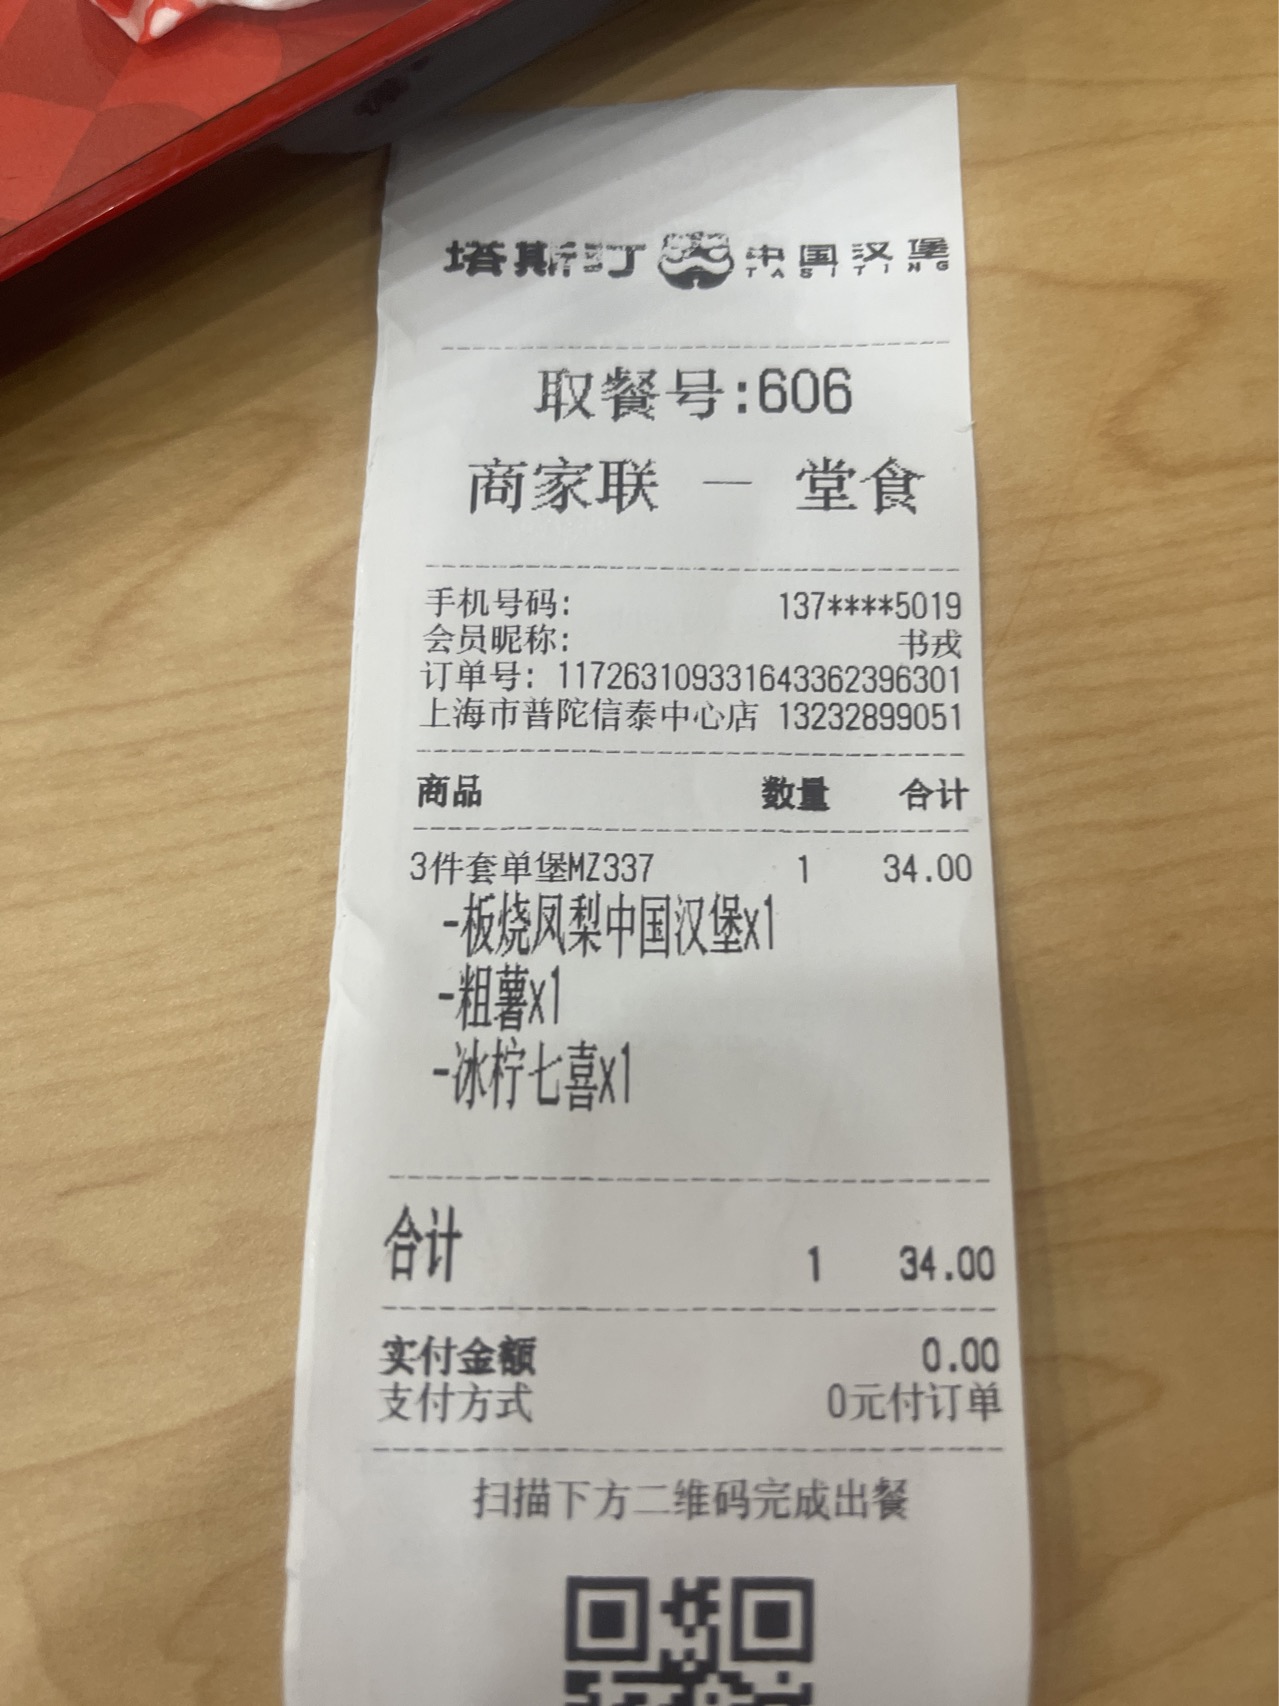 塔斯汀 中国汉堡
TASITING
取餐号:606
商家联 — 堂食
手机号码: 137****5019
会员昵称: 书戎
订单号: 1172631093316433623​96301
上海市普陀信泰中心店 13232899051
商品 数量 合计
3件套单堡MZ337 1 34.00
-板烧凤梨中国汉堡x1
-粗薯x1
-冰柠七喜x1
合计 1 34.00
实付金额 0.00
支付方式 0元付订单
扫描下方二维码完成出餐